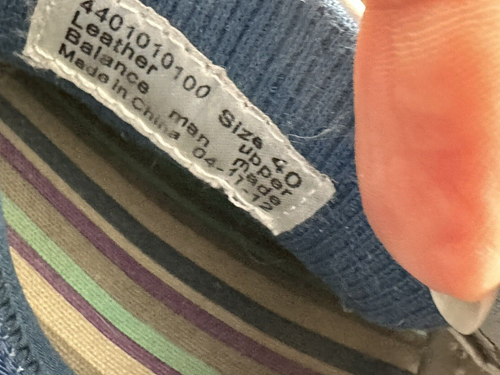 4401010100 Size 40
Leather upper
Balance man made
Made in China 04-11-12